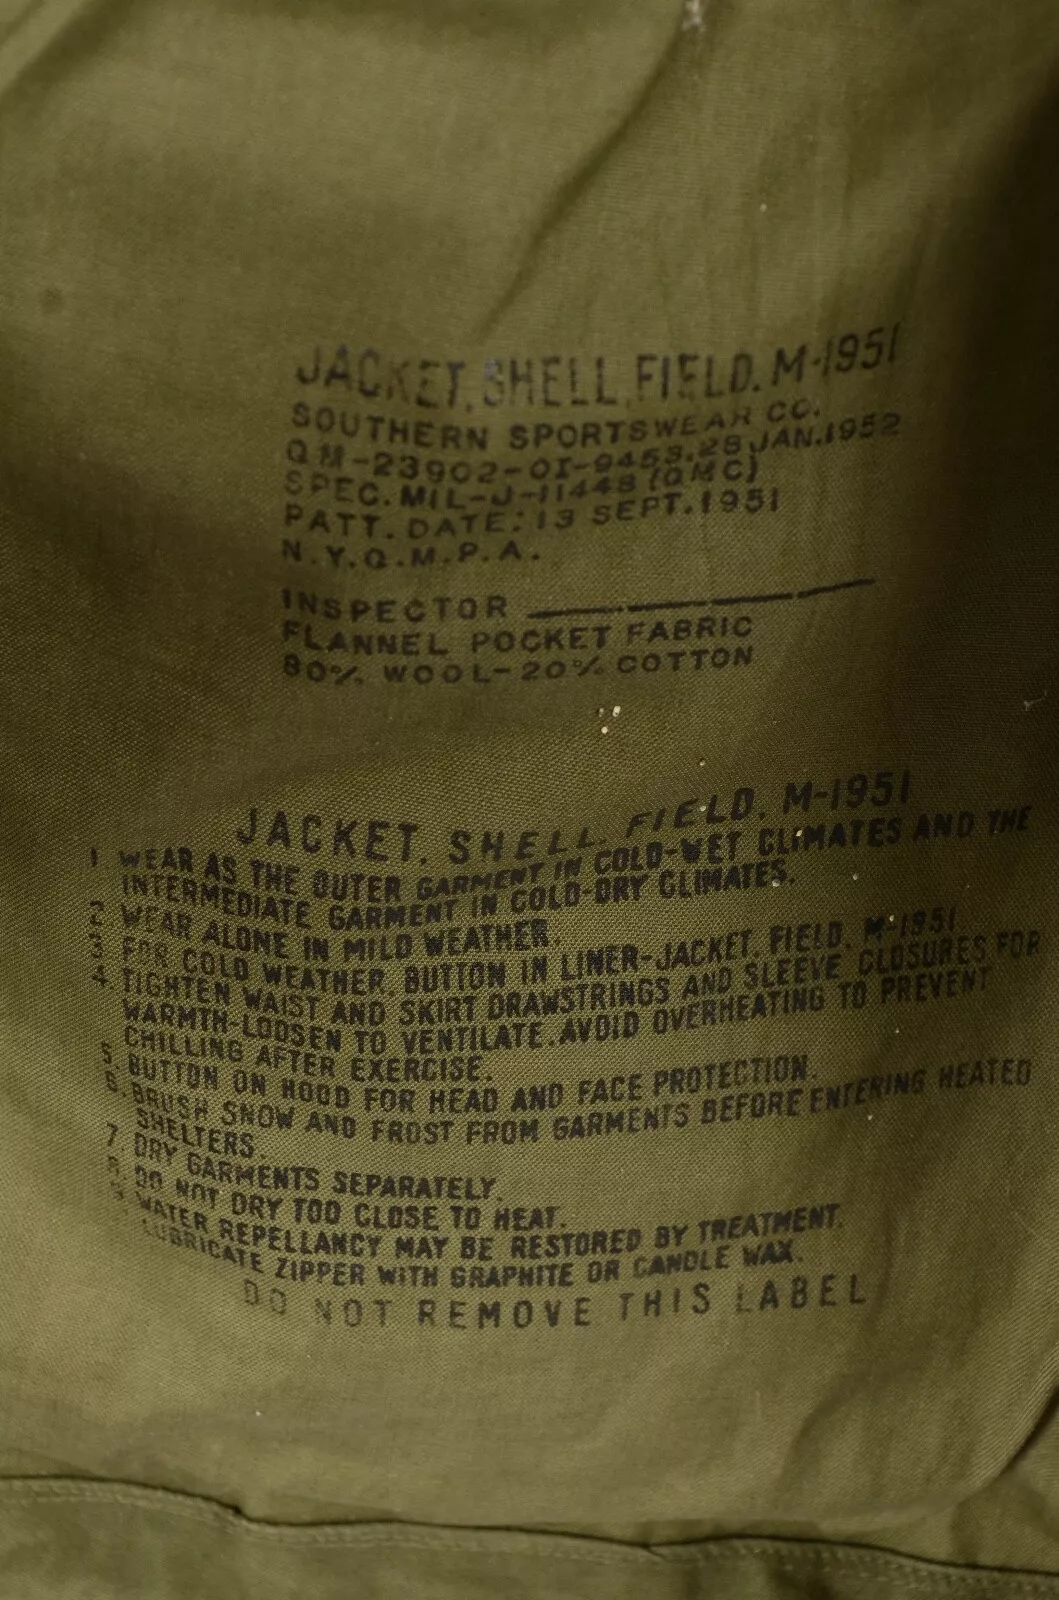 JACKET, SHELL, FIELD, M-1951
SOUTHERN SPORTSWEAR CO.
QM-23902-OI-9453, 28 JAN. 1952
SPEC. MIL-J-11448 (QMC)
PATT. DATE: 13 SEPT. 1951
N.Y.Q.M.P.A.
INSPECTOR
FLANNEL POCKET FABRIC
80% WOOL-20% COTTON
JACKET, SHELL, FIELD, M-1951
1 WEAR AS THE OUTER GARMENT IN COLD-WET CLIMATES AND THE
INTERMEDIATE GARMENT IN COLD-DRY CLIMATES.
2 WEAR ALONE IN MILD WEATHER.
3 FOR COLD WEATHER, BUTTON IN LINER-JACKET, FIELD, M-1951
4. TIGHTEN WAIST AND SKIRT DRAWSTRINGS AND SLEEVE CLOSURES FOR
WARMTH-LOOSEN TO VENTILATE. AVOID OVERHEATING TO PREVENT
CHILLING AFTER EXERCISE.
5. BUTTON ON HOOD FOR HEAD AND FACE PROTECTION.
6. BRUSH SNOW AND FROST FROM GARMENTS BEFORE ENTERING HEATED
SHELTERS.
7. DRY GARMENTS SEPARATELY.
8. DO NOT DRY TOO CLOSE TO HEAT.
9 WATER REPELLANCY MAY BE RESTORED BY TREATMENT.
LUBRICATE ZIPPER WITH GRAPHITE OR CANDLE WAX.
DO NOT REMOVE THIS LABEL